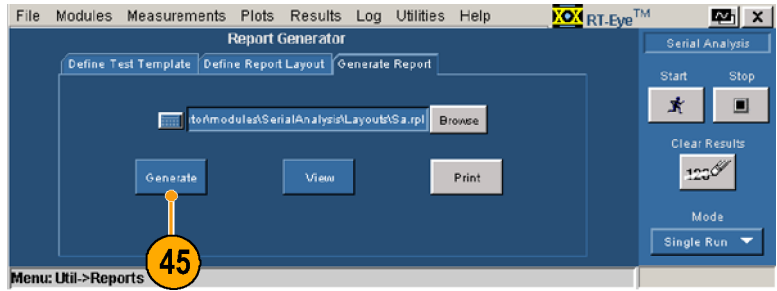 File Modules Measurements Plots Results Log Utilities Help RT-Eye™ X
Report Generator
Serial Analysis
Define Test Template Define Report Layout Generate Report
Start Stop
tor\modules\SerialAnalysis\Layouts\Sa.rpl Browse
Clear Results
123
Generate View Print
Mode
Single Run
45
Menu: Util->Reports